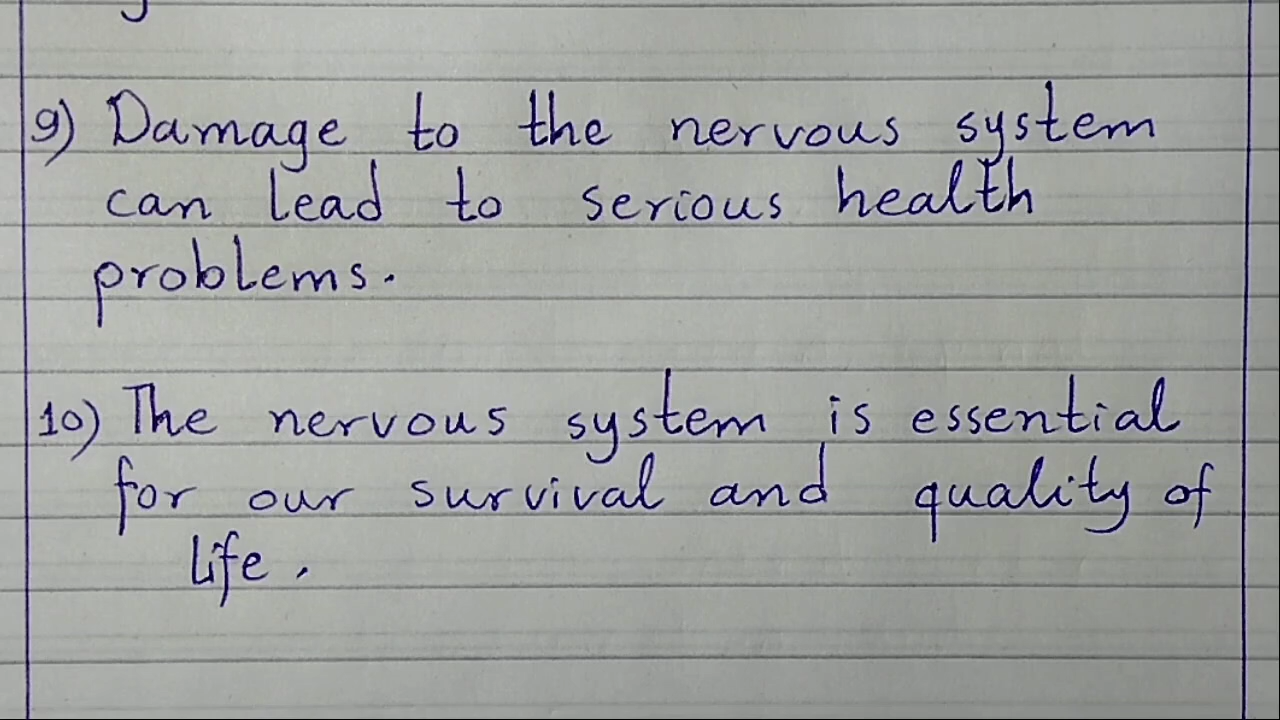 9) Damage to the nervous system
can lead to serious health
problems.
10) The nervous system is essential
for our survival and quality of
life.